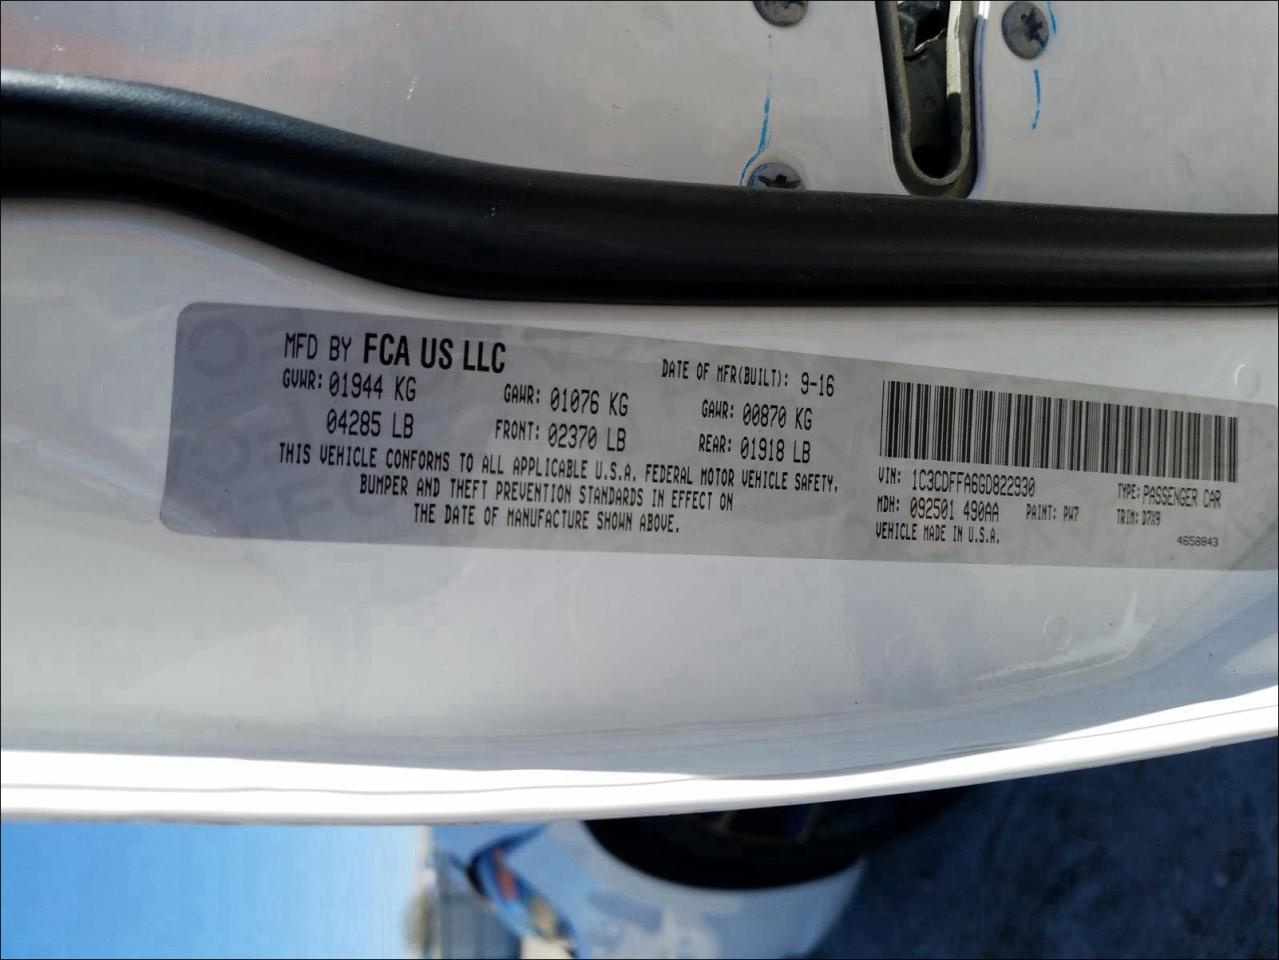 MFD BY FCA US LLC
DATE OF MFR(BUILT): 9-16
GVWR: 01944 KG GAWR: 01076 KG GAWR: 00870 KG
04285 LB FRONT: 02370 LB REAR: 01918 LB
THIS VEHICLE CONFORMS TO ALL APPLICABLE U.S.A. FEDERAL MOTOR VEHICLE SAFETY,
BUMPER AND THEFT PREVENTION STANDARDS IN EFFECT ON
THE DATE OF MANUFACTURE SHOWN ABOVE.
VIN: 1C3CDFFA6GD822930 TYPE: PASSENGER CAR
MDH: 092501 490AA PAINT: PW7 TRIM: D7X9
VEHICLE MADE IN U.S.A. 4658843